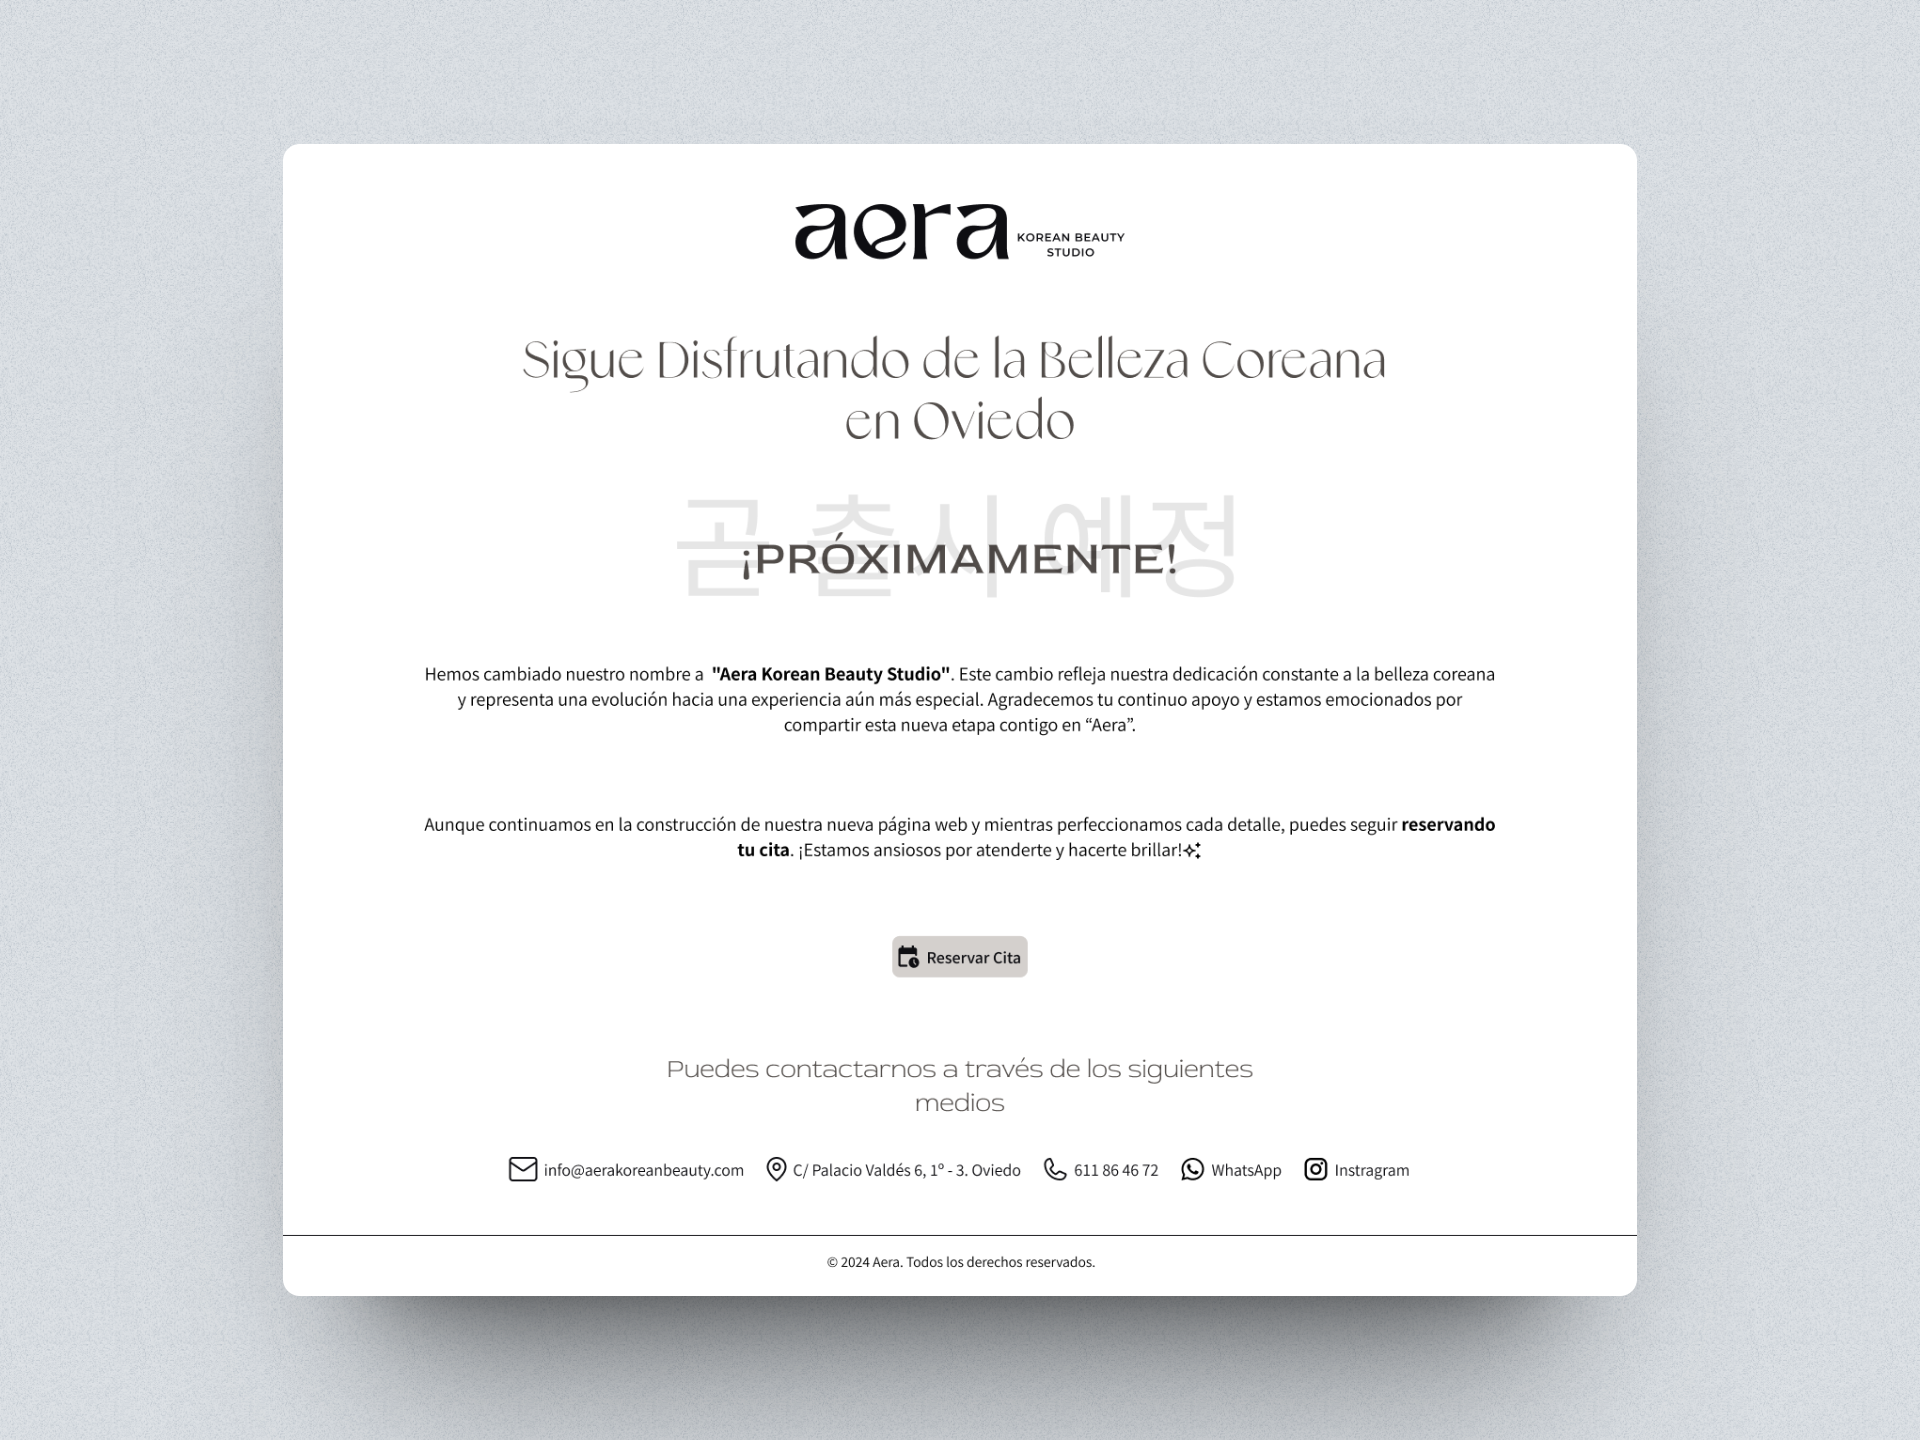 aera
KOREAN BEAUTY
STUDIO
Sigue Disfrutando de la Belleza Coreana
en Oviedo
곧 출시 예정
¡PRÓXIMAMENTE!
Hemos cambiado nuestro nombre a "Aera Korean Beauty Studio". Este cambio refleja nuestra dedicación constante a la belleza coreana
y representa una evolución hacia una experiencia aún más especial. Agradecemos tu continuo apoyo y estamos emocionados por
compartir esta nueva etapa contigo en “Aera”.
Aunque continuamos en la construcción de nuestra nueva página web y mientras perfeccionamos cada detalle, puedes seguir reservando
tu cita. ¡Estamos ansiosos por atenderte y hacerte brillar!
Reservar Cita
Puedes contactarnos a través de los siguientes
medios
info@aerakoreanbeauty.com C/ Palacio Valdés 6, 1º - 3. Oviedo 611 86 46 72 WhatsApp Instragram
© 2024 Aera. Todos los derechos reservados.